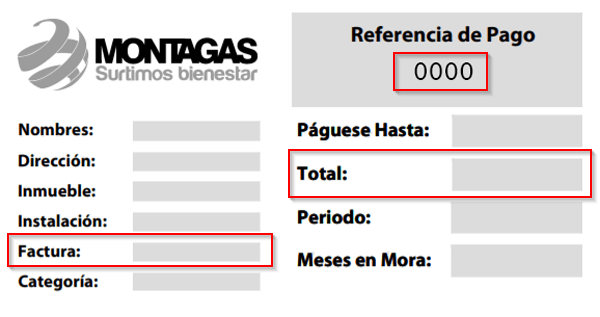 MONTAGAS
Surtimos bienestar
Referencia de Pago
0000
Nombres:
Dirección:
Inmueble:
Instalación:
Factura:
Categoría:
Páguese Hasta:
Total:
Periodo:
Meses en Mora: